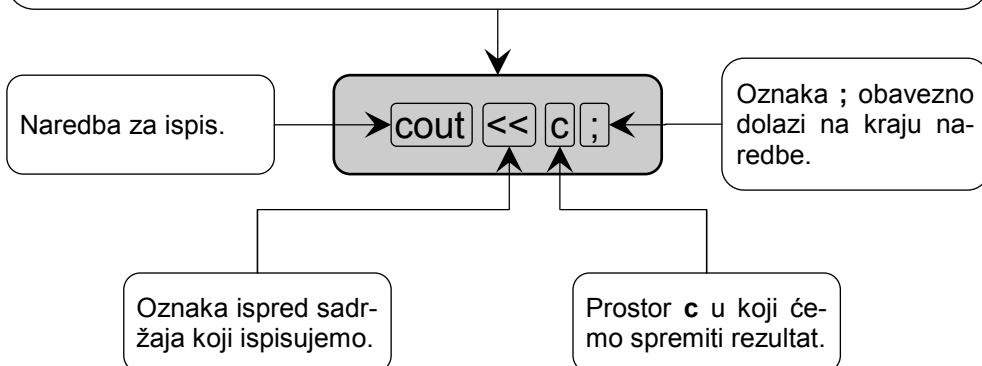 Naredba za ispis.
cout << c ;
Oznaka ; obavezno
dolazi na kraju na-
redbe.
Oznaka ispred sadr-
žaja koji ispisujemo.
Prostor c u koji će-
mo spremiti rezultat.